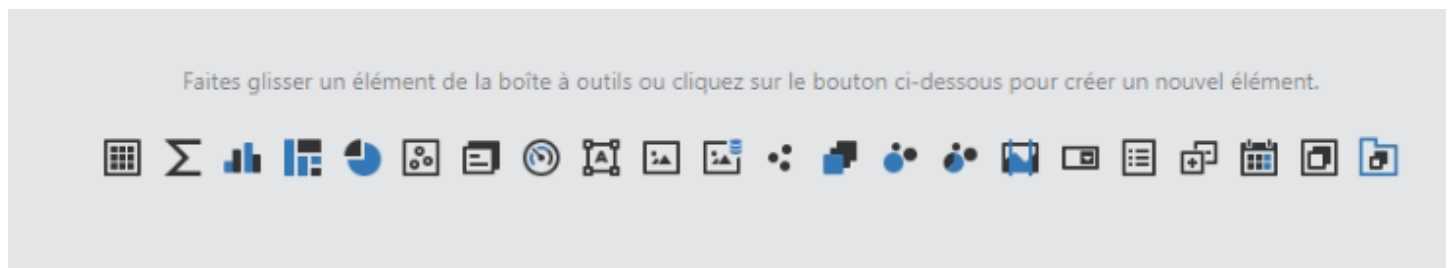 Faites glisser un élément de la boîte à outils ou cliquez sur le bouton ci-dessous pour créer un nouvel élément.